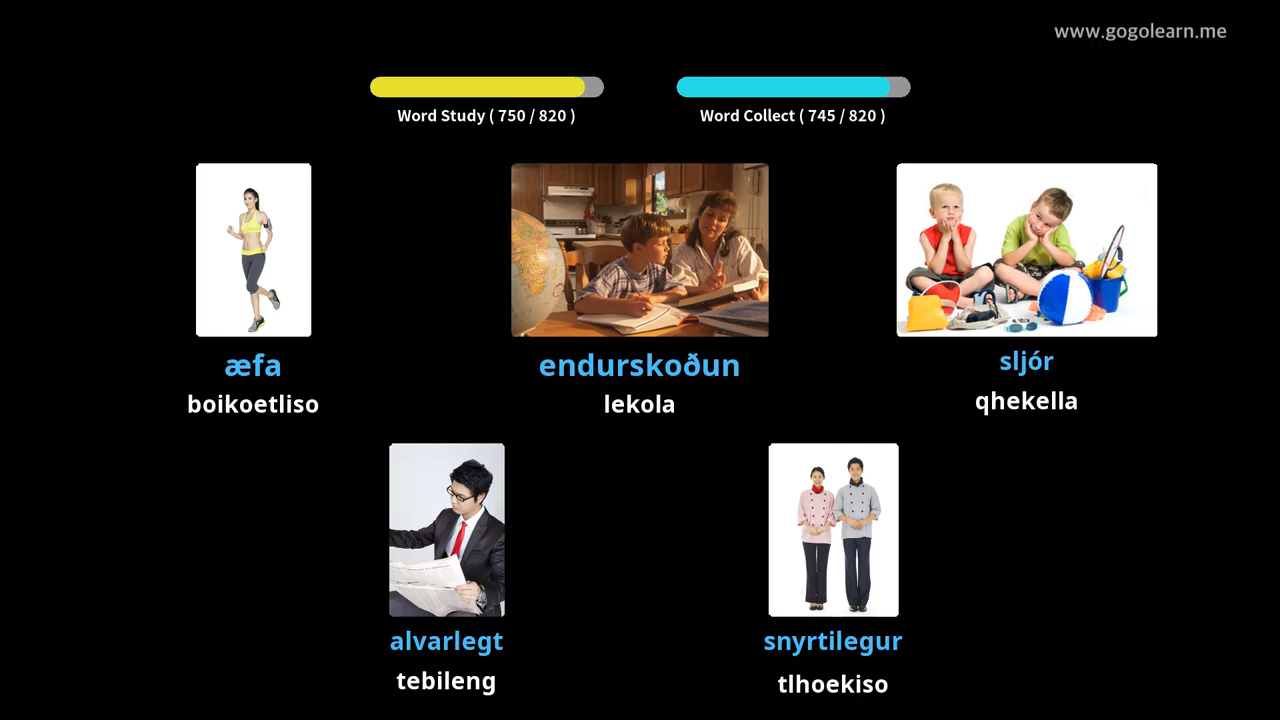 www.gogolearn.me
Word Study ( 750 / 820 )
Word Collect ( 745 / 820 )
æfa
boikoetliso
endurskoðun
lekola
sljór
qhekella
alvarlegt
tebileng
snyrtilegur
tlhoekiso